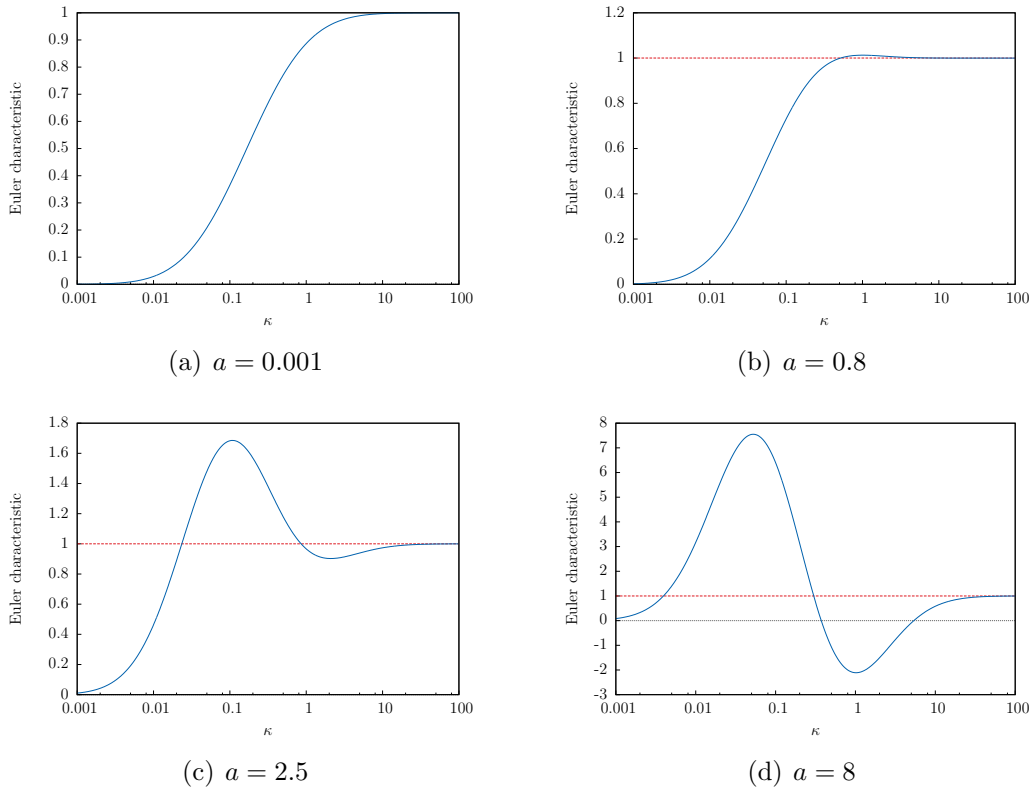 1
0.9
0.8
0.7
0.6
0.5
0.4
0.3
0.2
0.1
0
Euler characteristic
0.001 0.01 0.1 1 10 100
κ
(a) a = 0.001
1.2
1
0.8
0.6
0.4
0.2
0
Euler characteristic
0.001 0.01 0.1 1 10 100
κ
(b) a = 0.8
1.8
1.6
1.4
1.2
1
0.8
0.6
0.4
0.2
0
Euler characteristic
0.001 0.01 0.1 1 10 100
κ
(c) a = 2.5
8
7
6
5
4
3
2
1
0
-1
-2
-3
Euler characteristic
0.001 0.01 0.1 1 10 100
κ
(d) a = 8